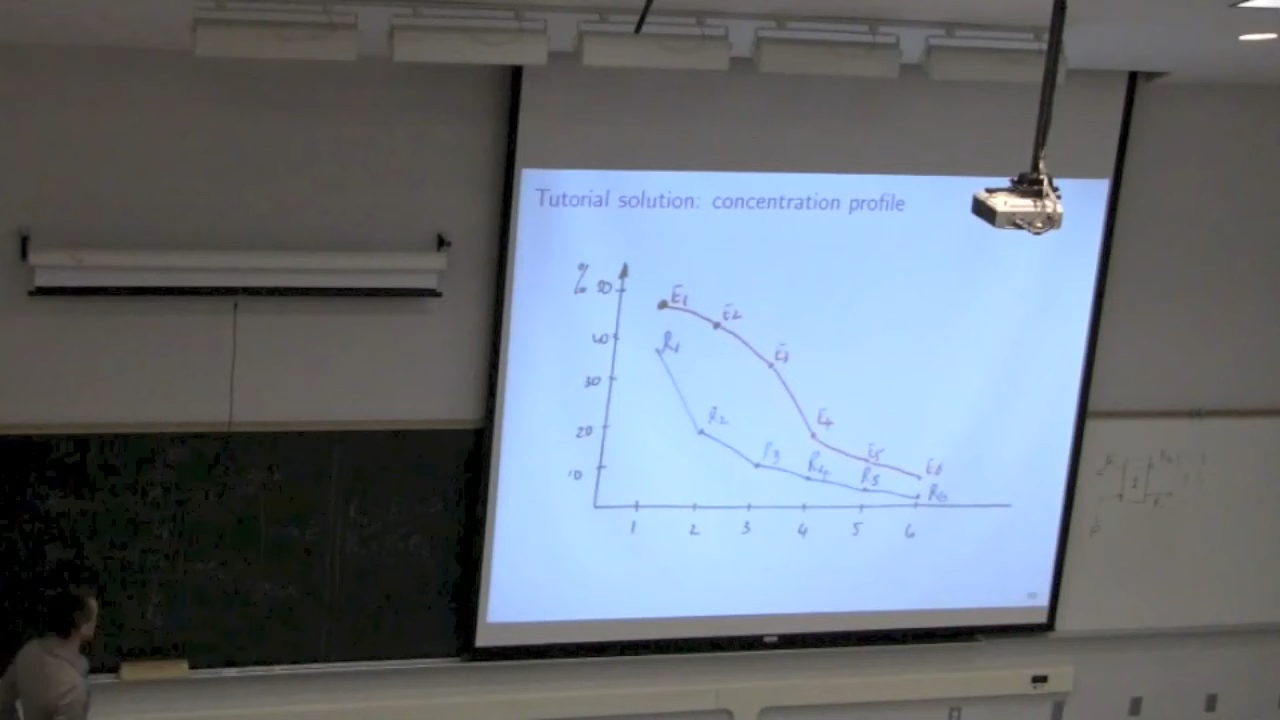 Tutorial solution: concentration profile
%
50
E1
E2
40
R1
E3
30
R2
E4
20
R3
E5
R4
R5
E6
10
R6
1 2 3 4 5 6